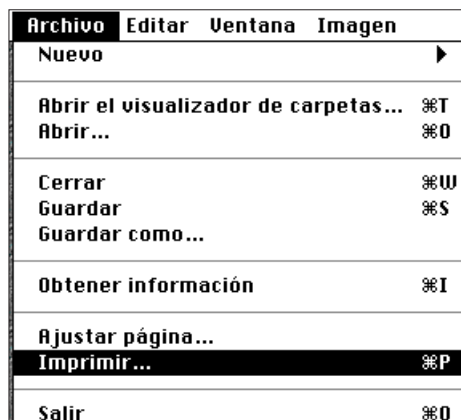 Archivo Editar Ventana Imagen
Nuevo
Abrir el visualizador de carpetas... ⌘T
Abrir... ⌘O
Cerrar ⌘W
Guardar ⌘S
Guardar como...
Obtener información ⌘I
Ajustar página...
Imprimir... ⌘P
Salir ⌘Q